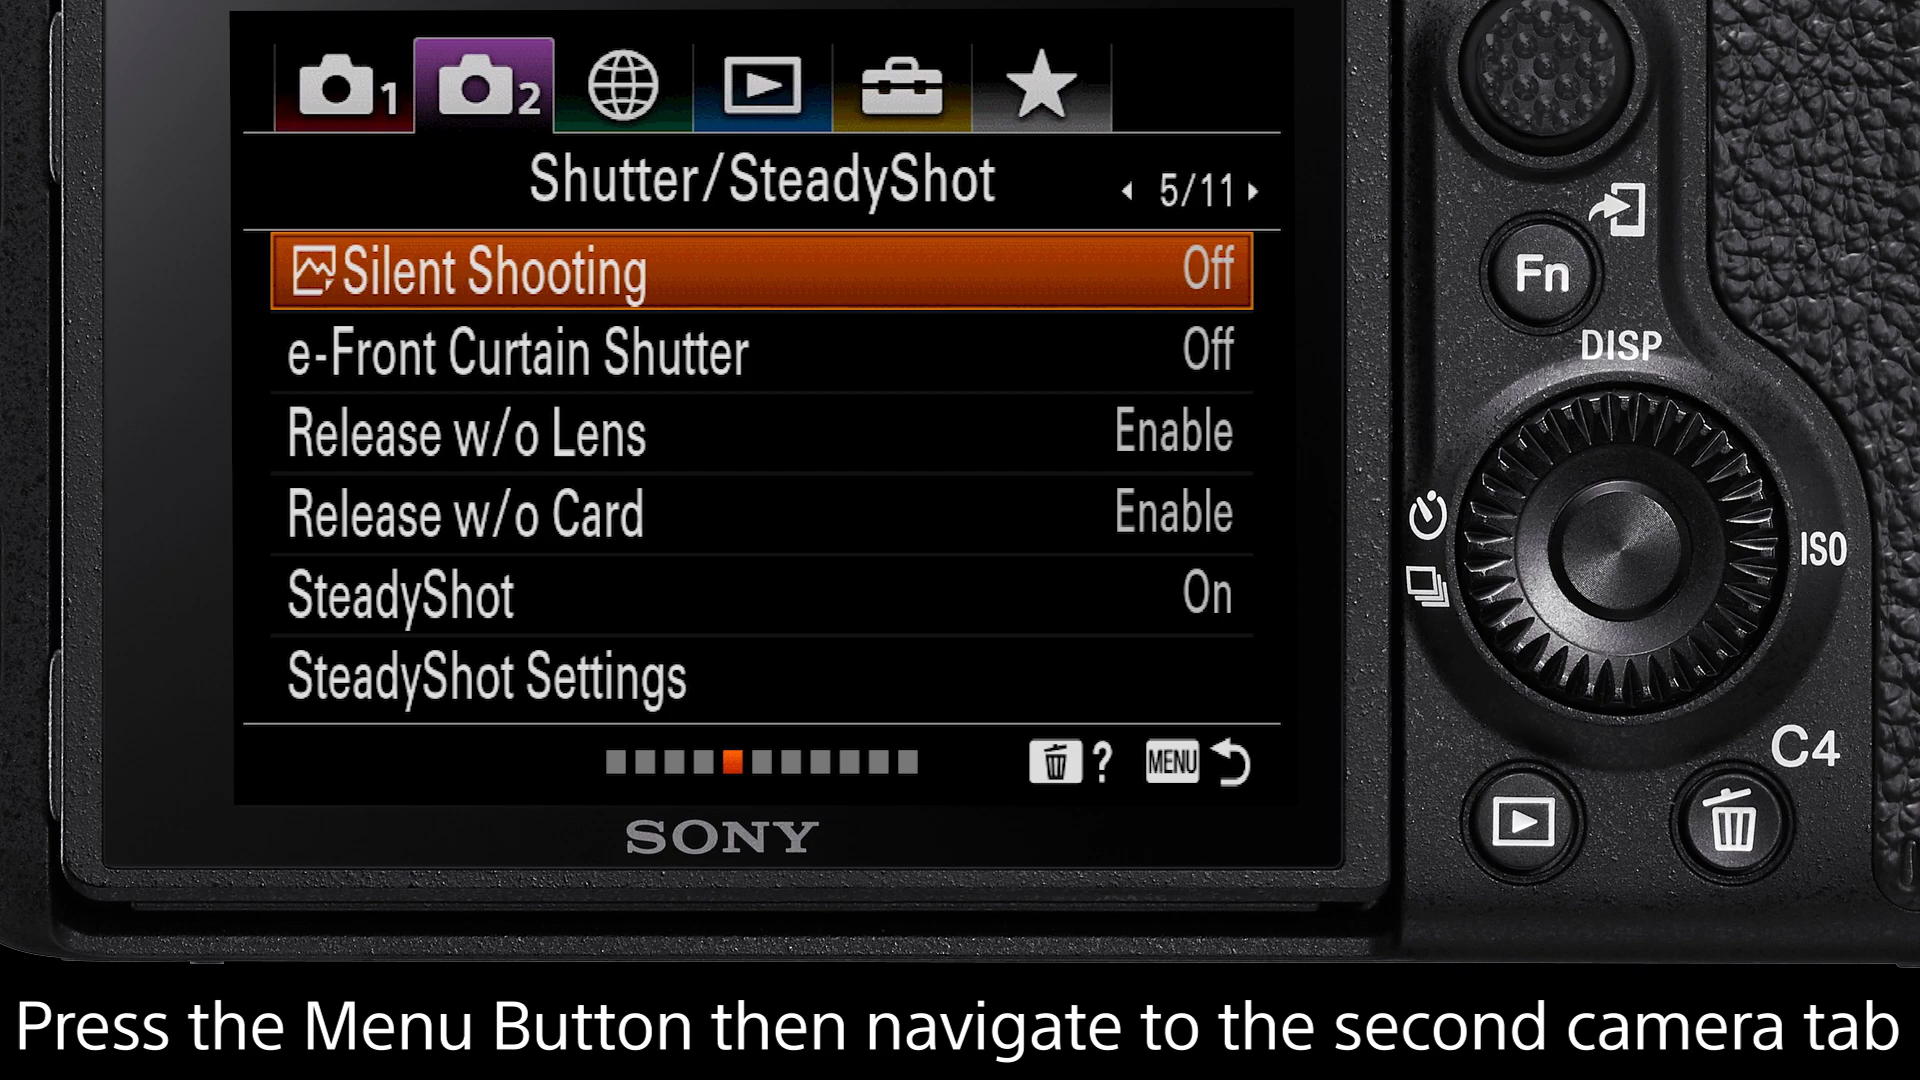 1
2
Shutter/SteadyShot
5/11
Silent Shooting Off
e-Front Curtain Shutter Off
Release w/o Lens Enable
Release w/o Card Enable
SteadyShot On
SteadyShot Settings
? MENU
SONY
Fn
DISP
ISO
C4
Press the Menu Button then navigate to the second camera tab